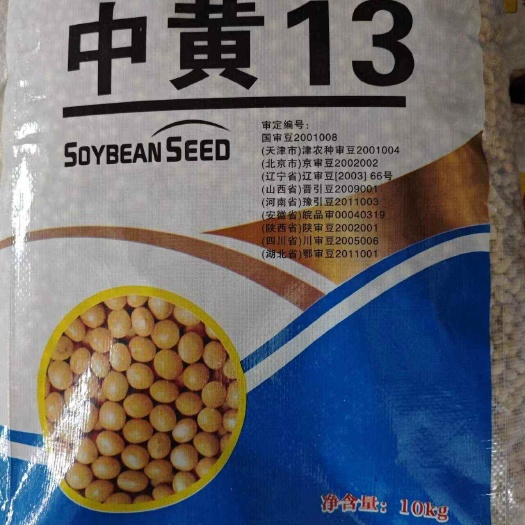 中黄13
SOYBEAN SEED
审定编号:
国审豆2001008
(天津市)津农种审豆2001004
(北京市)京审豆2002002
(辽宁省)辽审豆[2003] 66号
(山西省)晋引豆2009001
(河南省)豫引豆2011003
(安徽省)皖品审00040319
(陕西省)陕审豆2002001
(四川省)川审豆2005006
(湖北省)鄂审豆2011001
净含量: 10kg